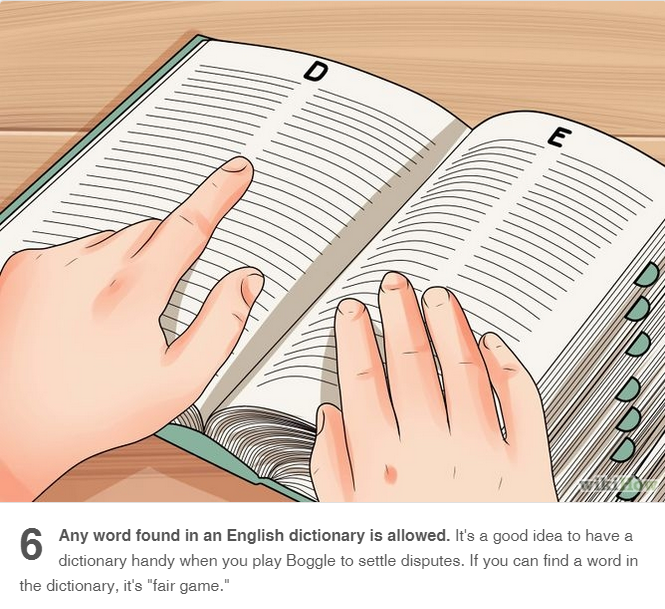 D
E
wikiHow
6 Any word found in an English dictionary is allowed. It's a good idea to have a
dictionary handy when you play Boggle to settle disputes. If you can find a word in
the dictionary, it's "fair game."